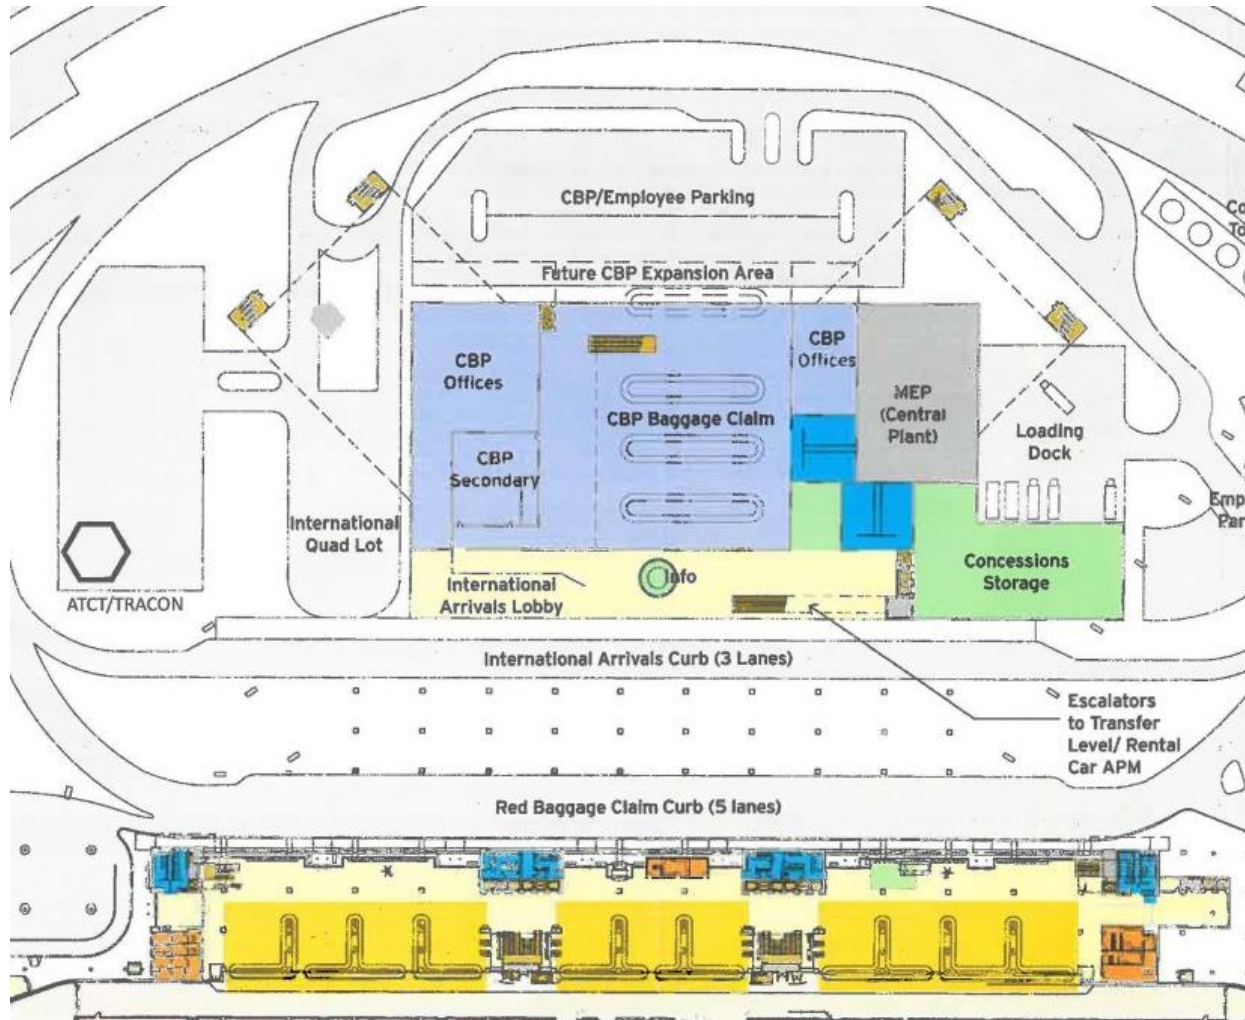 CBP/Employee Parking
Future CBP Expansion Area
CBP
Offices
CBP
Offices
CBP Baggage Claim
MEP
(Central
Plant)
Loading
Dock
CBP
Secondary
International
Quad Lot
Concessions
Storage
Info
International
Arrivals Lobby
ATCT/TRACON
International Arrivals Curb (3 Lanes)
Escalators
to Transfer
Level/ Rental
Car APM
Red Baggage Claim Curb (5 lanes)